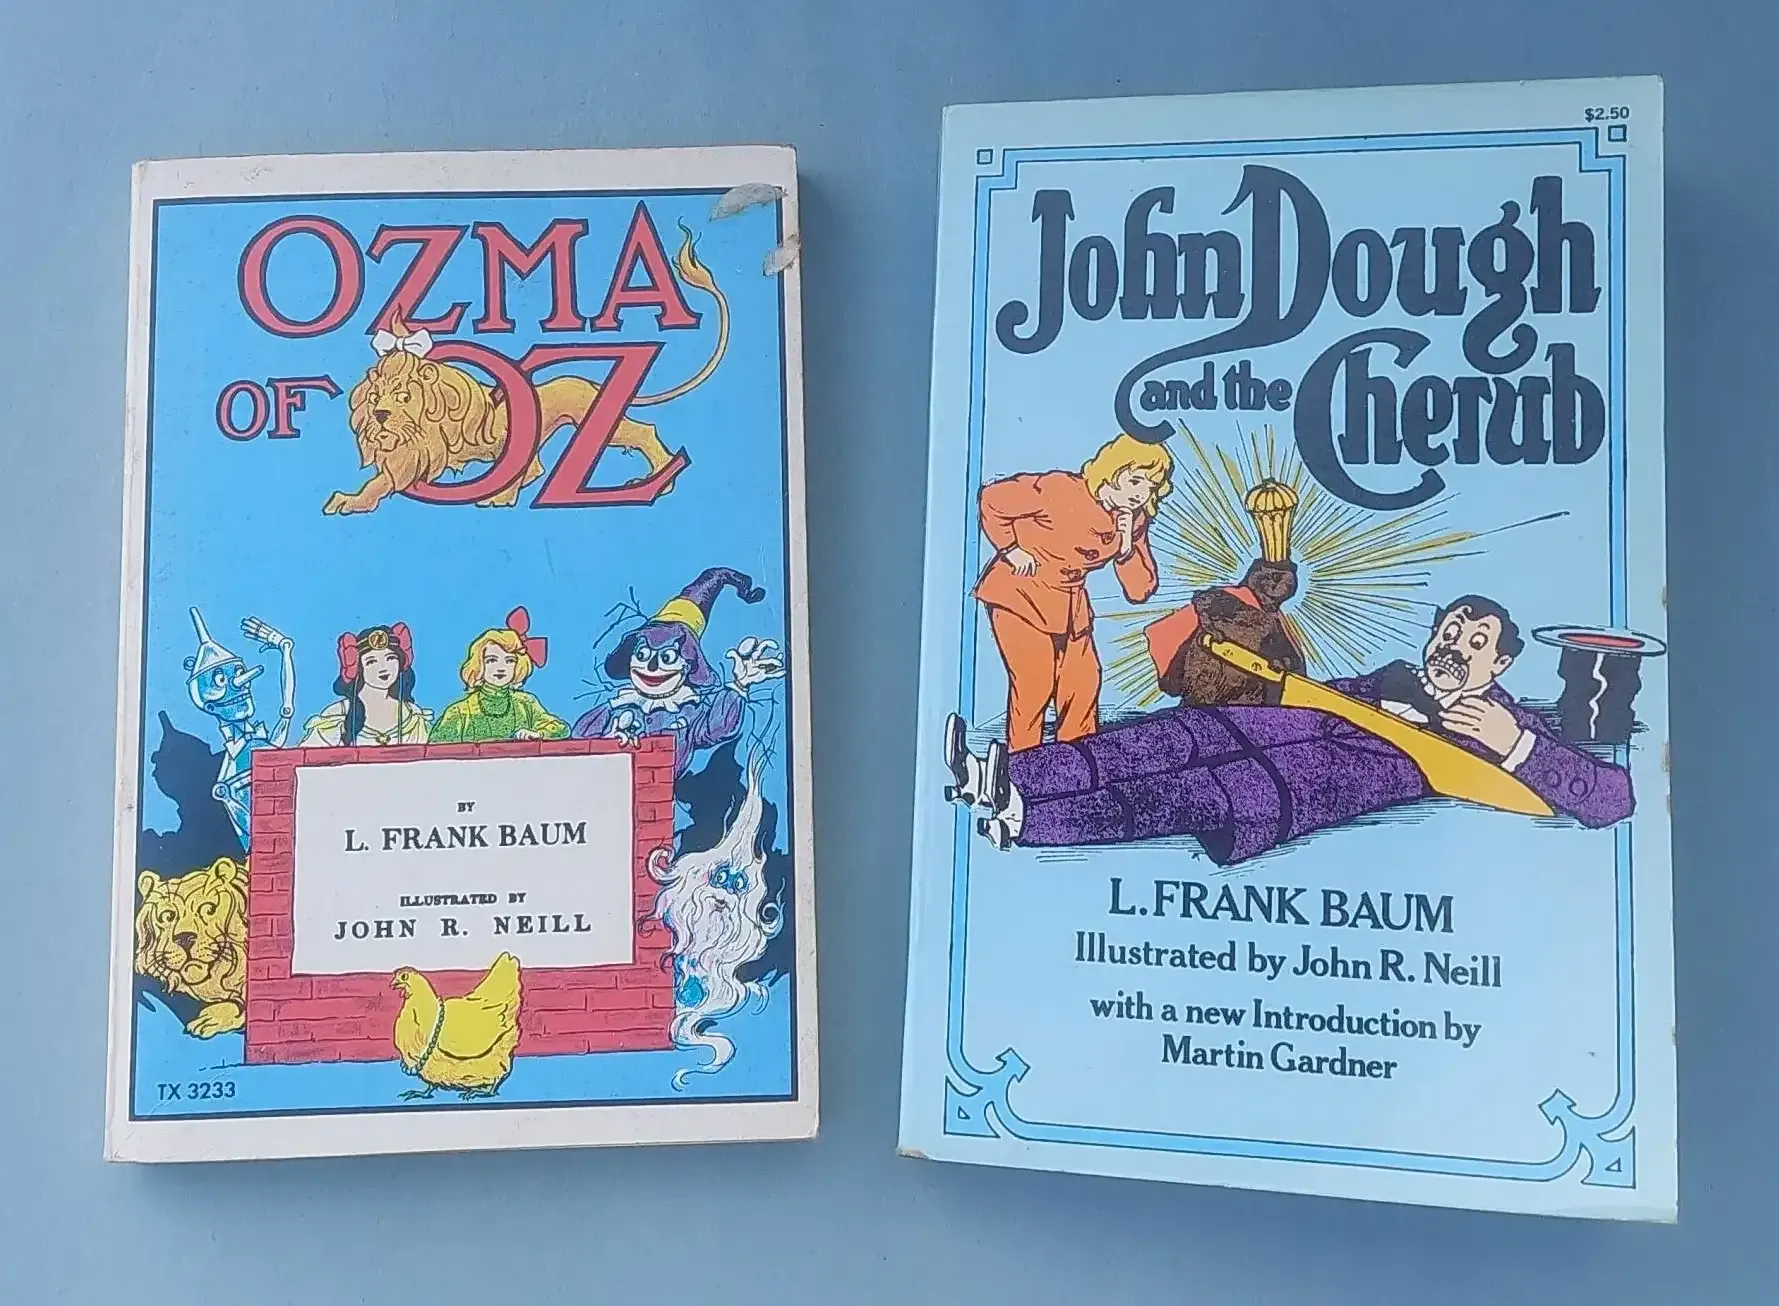 OZMA
OF OZ
BY
L. FRANK BAUM
ILLUSTRATED BY
JOHN R. NEILL
TX 3233
$2.50
John Dough
and the Cherub
L. FRANK BAUM
Illustrated by John R. Neill
with a new Introduction by
Martin Gardner